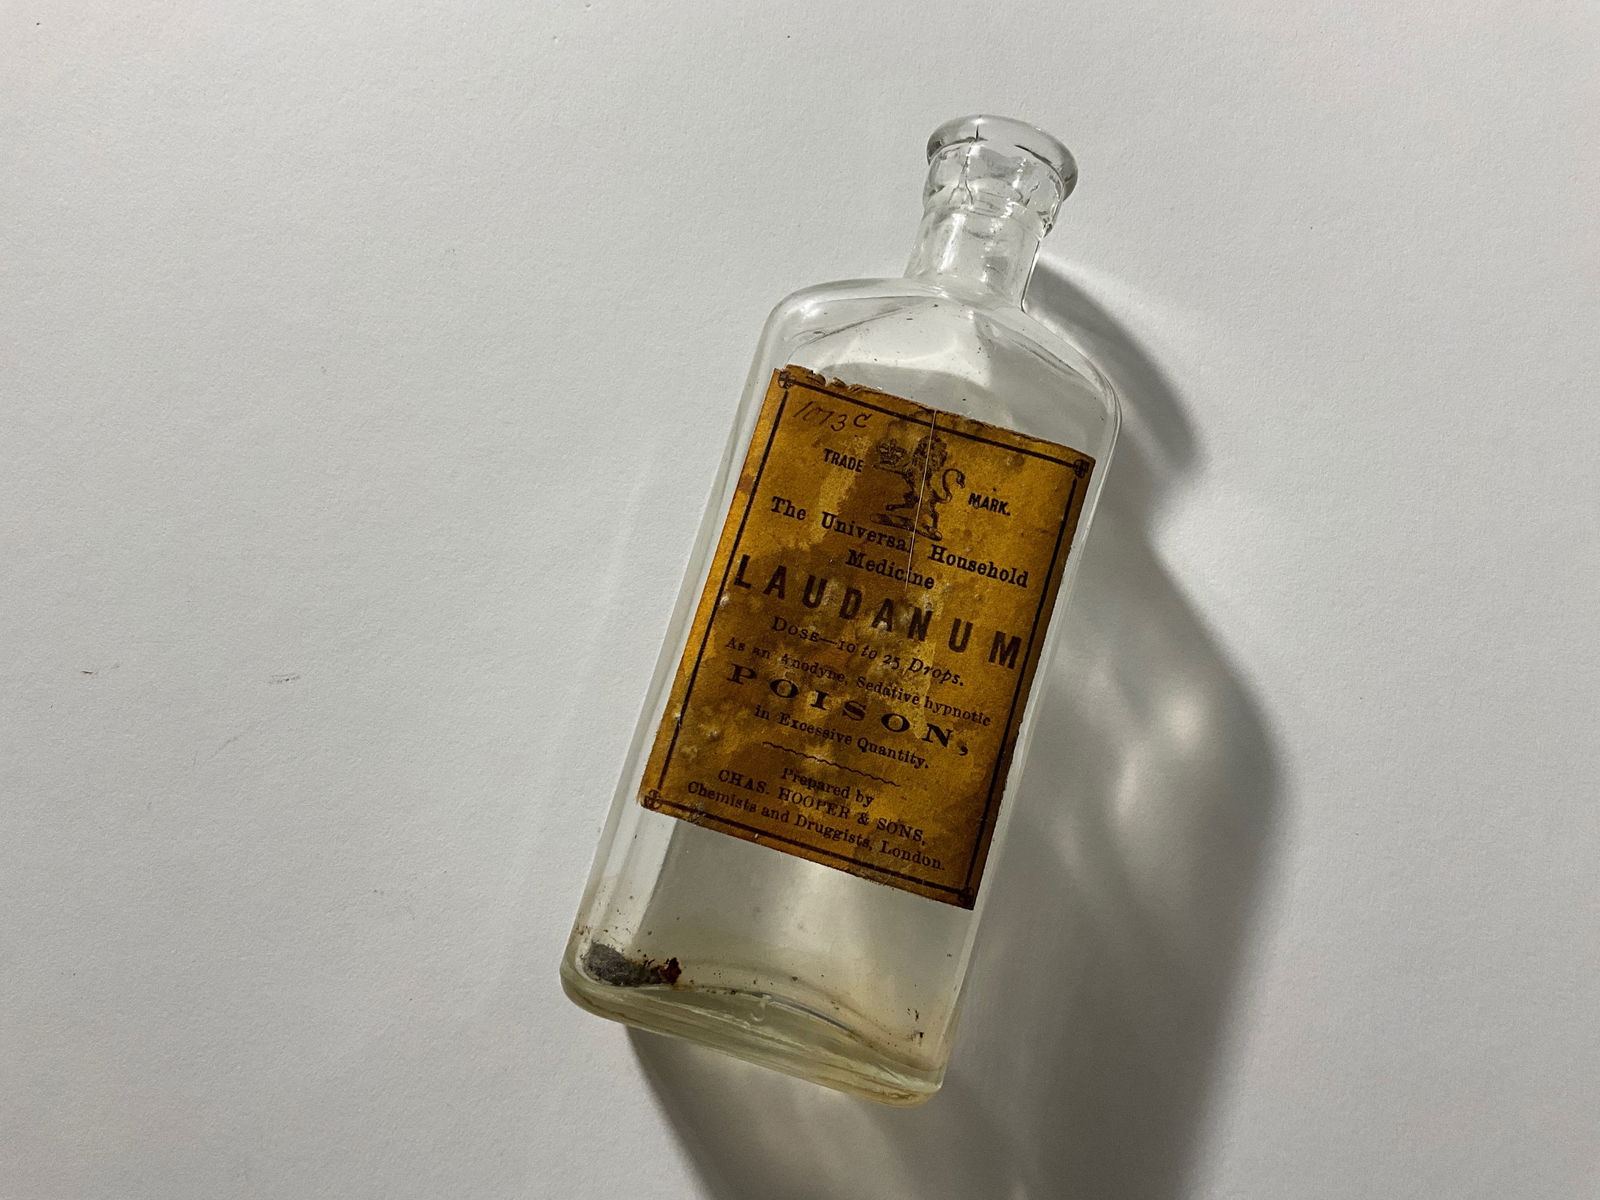 1073 c
TRADE MARK.
The Universal Household
Medicine
LAUDANUM
Dose—10 to 25 Drops.
As an Anodyne, Sedative hypnotic
POISON,
in Excessive Quantity.
Prepared by
CHAS. HOOPER & SONS.
Chemists and Druggists, London.